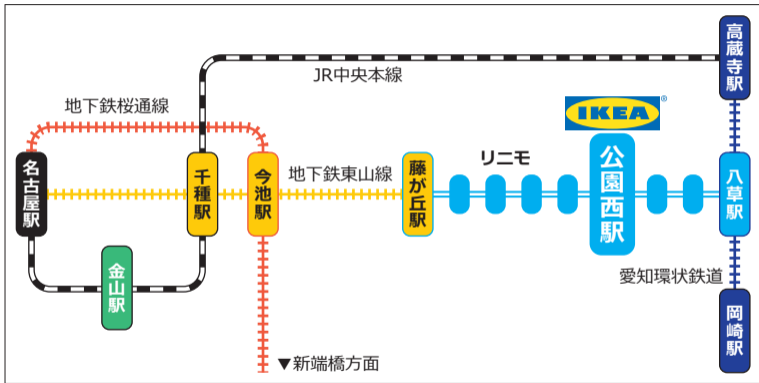 高蔵寺駅
JR中央本線
地下鉄桜通線
IKEA®
名古屋駅
千種駅
今池駅
地下鉄東山線
藤が丘駅
リニモ
公園西駅
八草駅
金山駅
愛知環状鉄道
岡崎駅
▼新端橋方面